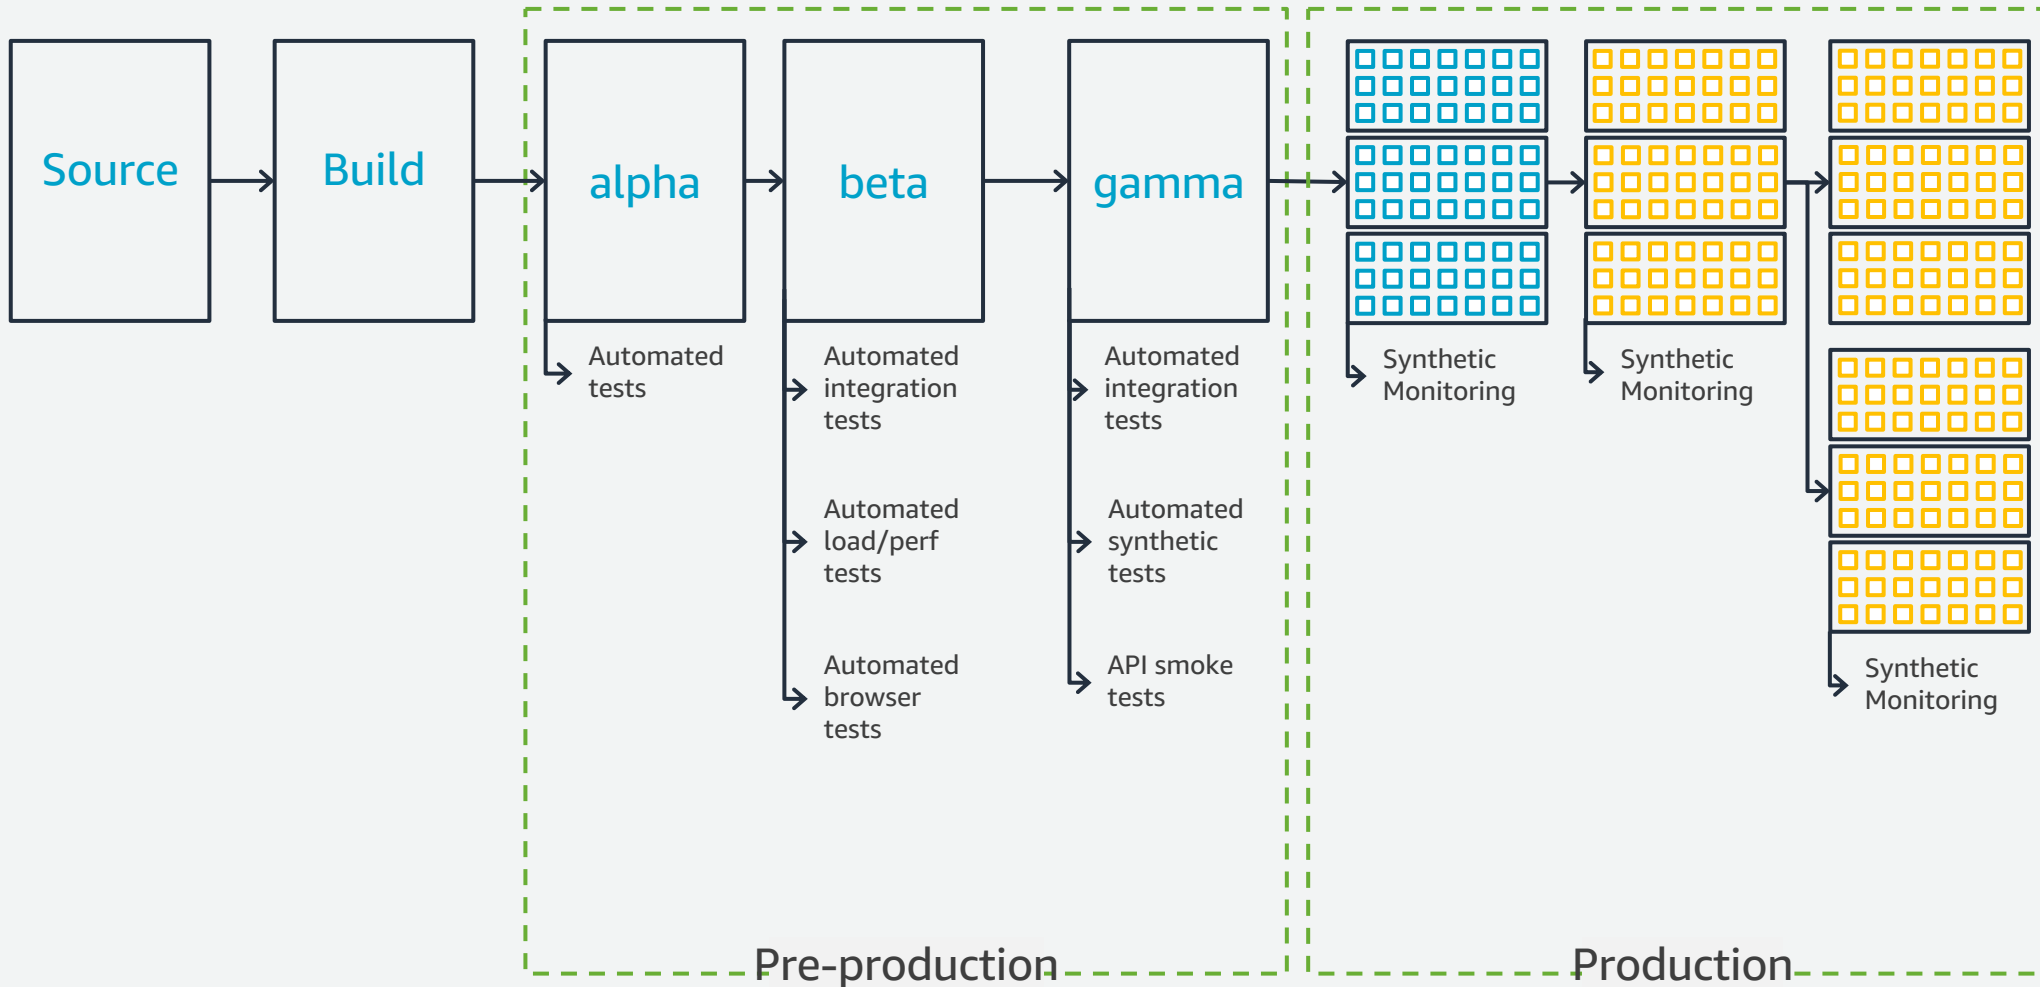 Source
Build
alpha
beta
gamma
Automated
tests
Automated
integration
tests
Automated
load/perf
tests
Automated
browser
tests
Automated
integration
tests
Automated
synthetic
tests
API smoke
tests
Synthetic
Monitoring
Synthetic
Monitoring
Synthetic
Monitoring
Pre-production
Production